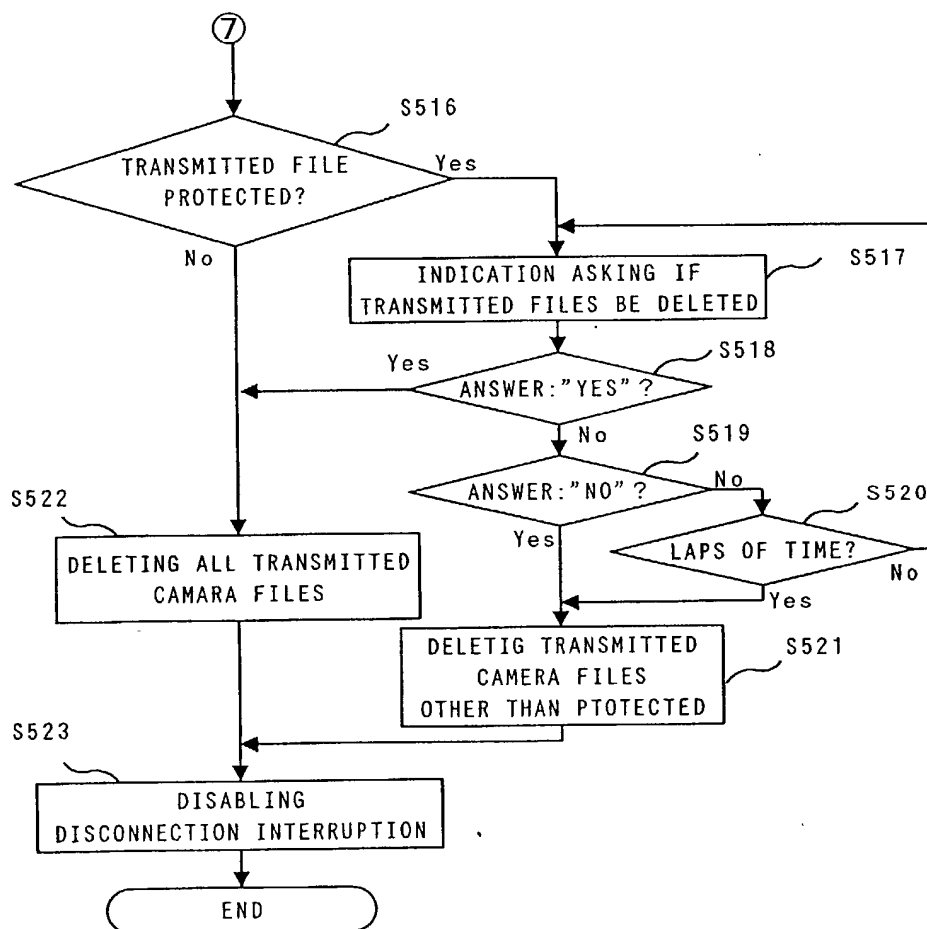 ⑦
S516
TRANSMITTED FILE
PROTECTED?
Yes
No
S517
INDICATION ASKING IF
TRANSMITTED FILES BE DELETED
S518
Yes
ANSWER:"YES"?
No
S519
ANSWER:"NO"?
No
S520
Yes
LAPS OF TIME?
No
Yes
S522
DELETING ALL TRANSMITTED
CAMARA FILES
S521
DELETIG TRANSMITTED
CAMERA FILES
OTHER THAN PTOTECTED
S523
DISABLING
DISCONNECTION INTERRUPTION
END